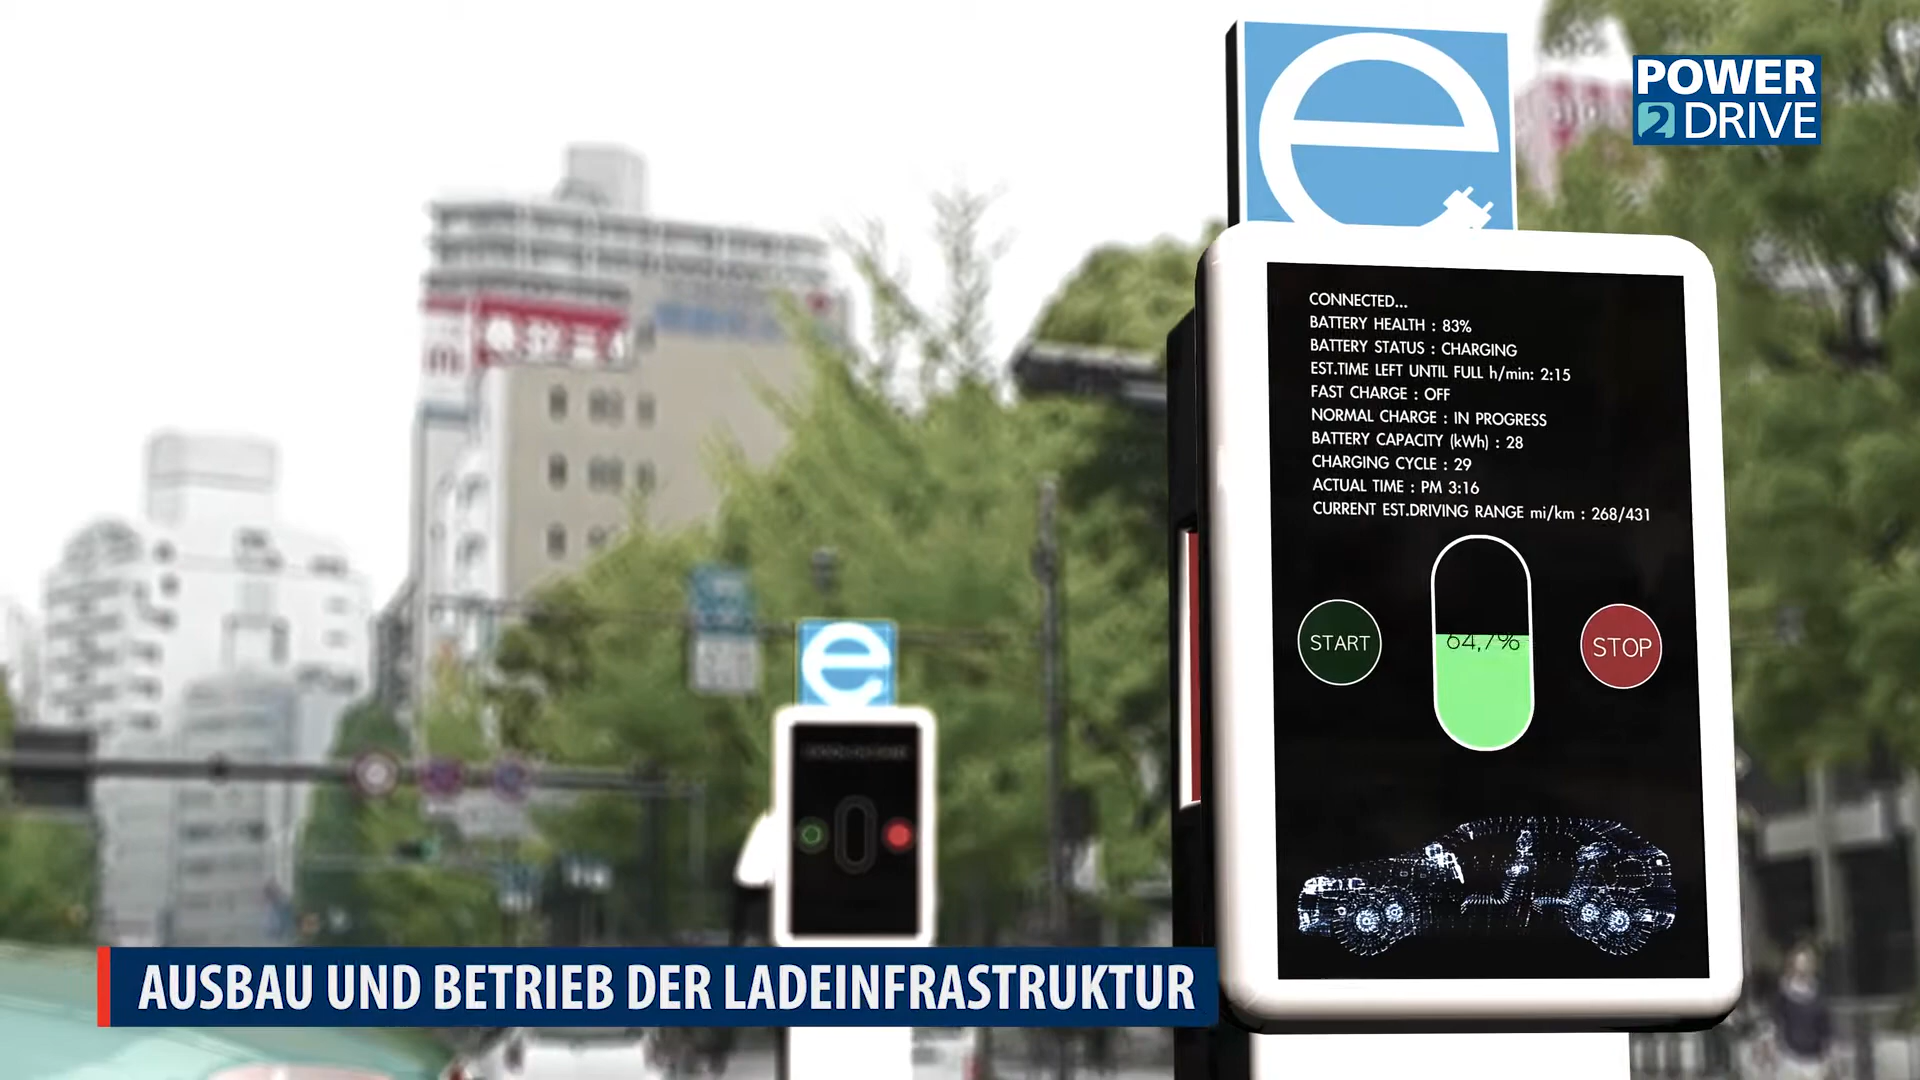 POWER
2 DRIVE
e
CONNECTED...
BATTERY HEALTH : 83%
BATTERY STATUS : CHARGING
EST.TIME LEFT UNTIL FULL h/min: 2:15
FAST CHARGE : OFF
NORMAL CHARGE : IN PROGRESS
BATTERY CAPACITY (kWh) : 28
CHARGING CYCLE : 29
ACTUAL TIME : PM 3:16
CURRENT EST.DRIVING RANGE mi/km : 268/431
START
64,7%
STOP
e
AUSBAU UND BETRIEB DER LADEINFRASTRUKTUR